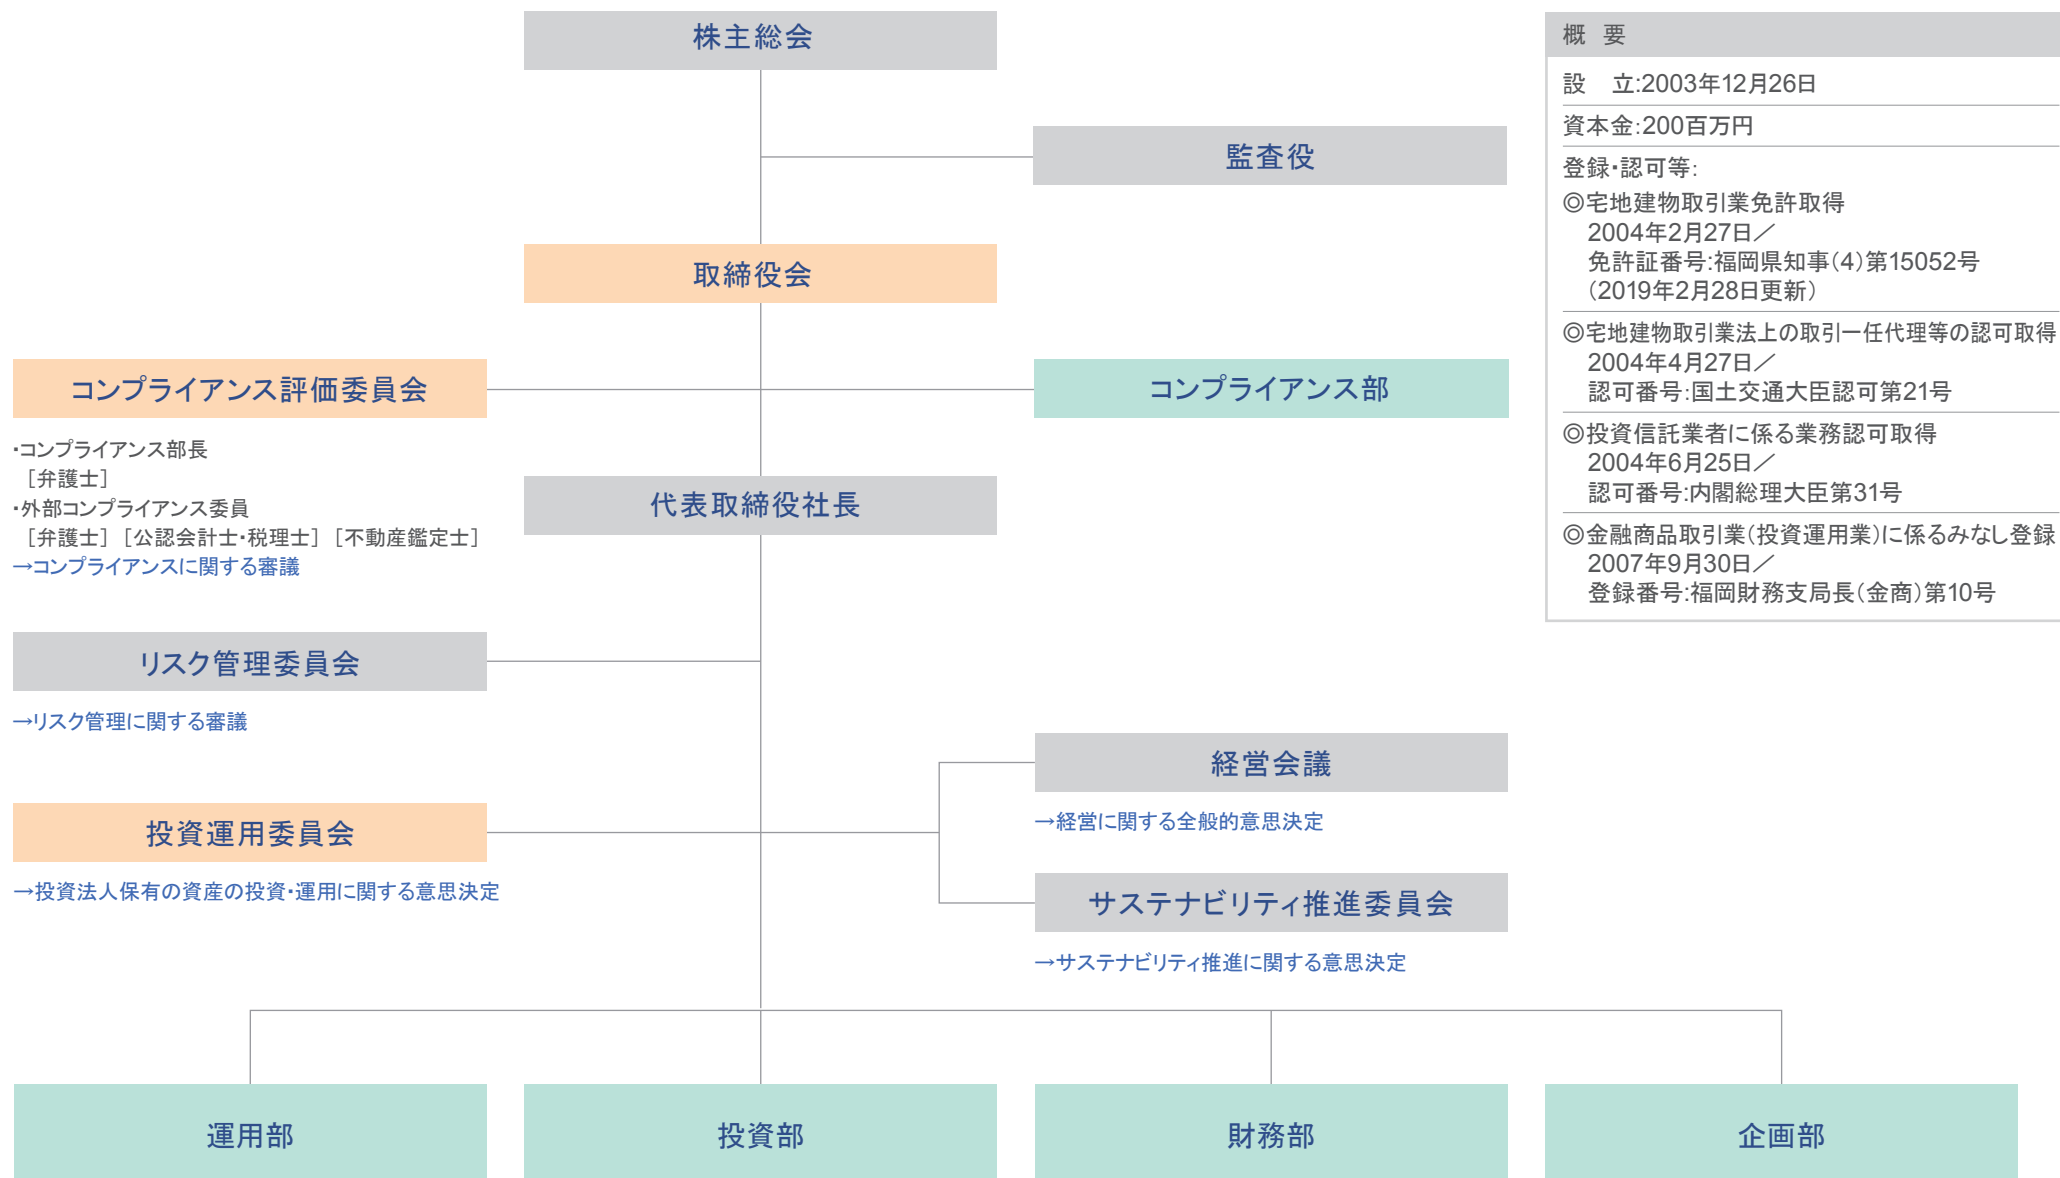 株主総会
監査役
取締役会
コンプライアンス評価委員会
コンプライアンス部
・コンプライアンス部長
［弁護士］
・外部コンプライアンス委員
［弁護士］［公認会計士・税理士］［不動産鑑定士］
→コンプライアンスに関する審議
代表取締役社長
リスク管理委員会
→リスク管理に関する審議
経営会議
→経営に関する全般的意思決定
投資運用委員会
→投資法人保有の資産の投資・運用に関する意思決定
サステナビリティ推進委員会
→サステナビリティ推進に関する意思決定
運用部
投資部
財務部
企画部
概 要
設 立:2003年12月26日
資本金:200百万円
登録・認可等:
◎宅地建物取引業免許取得
2004年2月27日／
免許証番号:福岡県知事（4）第15052号
（2019年2月28日更新）
◎宅地建物取引業法上の取引一任代理等の認可取得
2004年4月27日／
認可番号:国土交通大臣認可第21号
◎投資信託業者に係る業務認可取得
2004年6月25日／
認可番号:内閣総理大臣第31号
◎金融商品取引業（投資運用業）に係るみなし登録
2007年9月30日／
登録番号:福岡財務支局長（金商）第10号